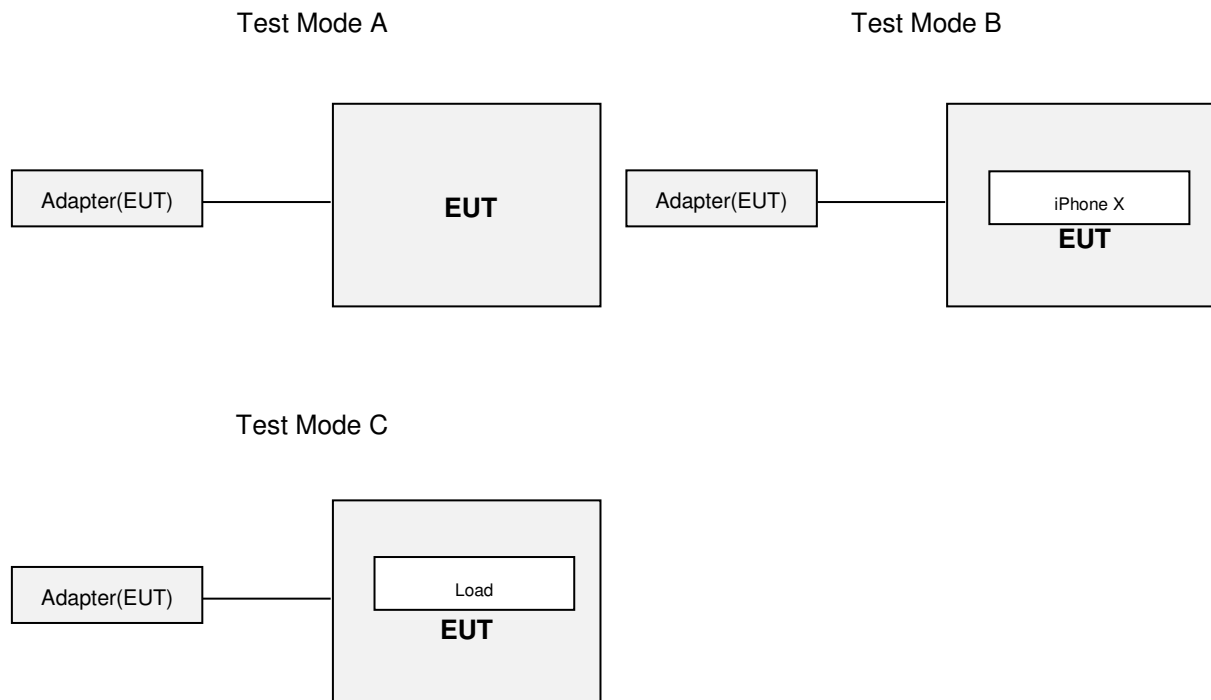 Test Mode A
Adapter(EUT)
EUT
Test Mode B
Adapter(EUT)
iPhone X
EUT
Test Mode C
Adapter(EUT)
Load
EUT